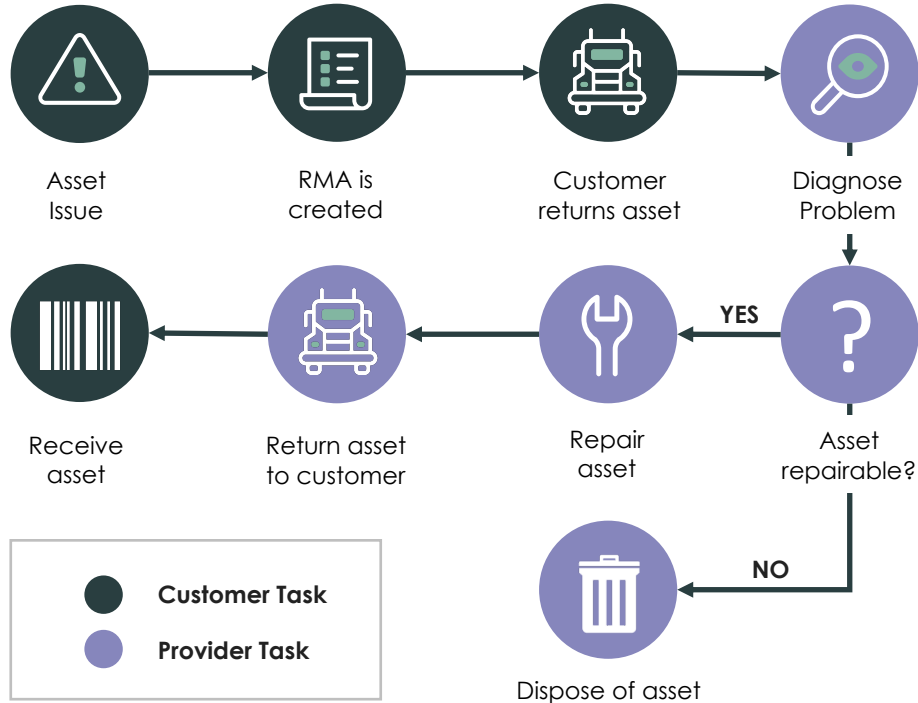 Asset
Issue
RMA is
created
Customer
returns asset
Diagnose
Problem
YES
Receive
asset
Return asset
to customer
Repair
asset
Asset
repairable?
NO
Customer Task
Provider Task
Dispose of asset